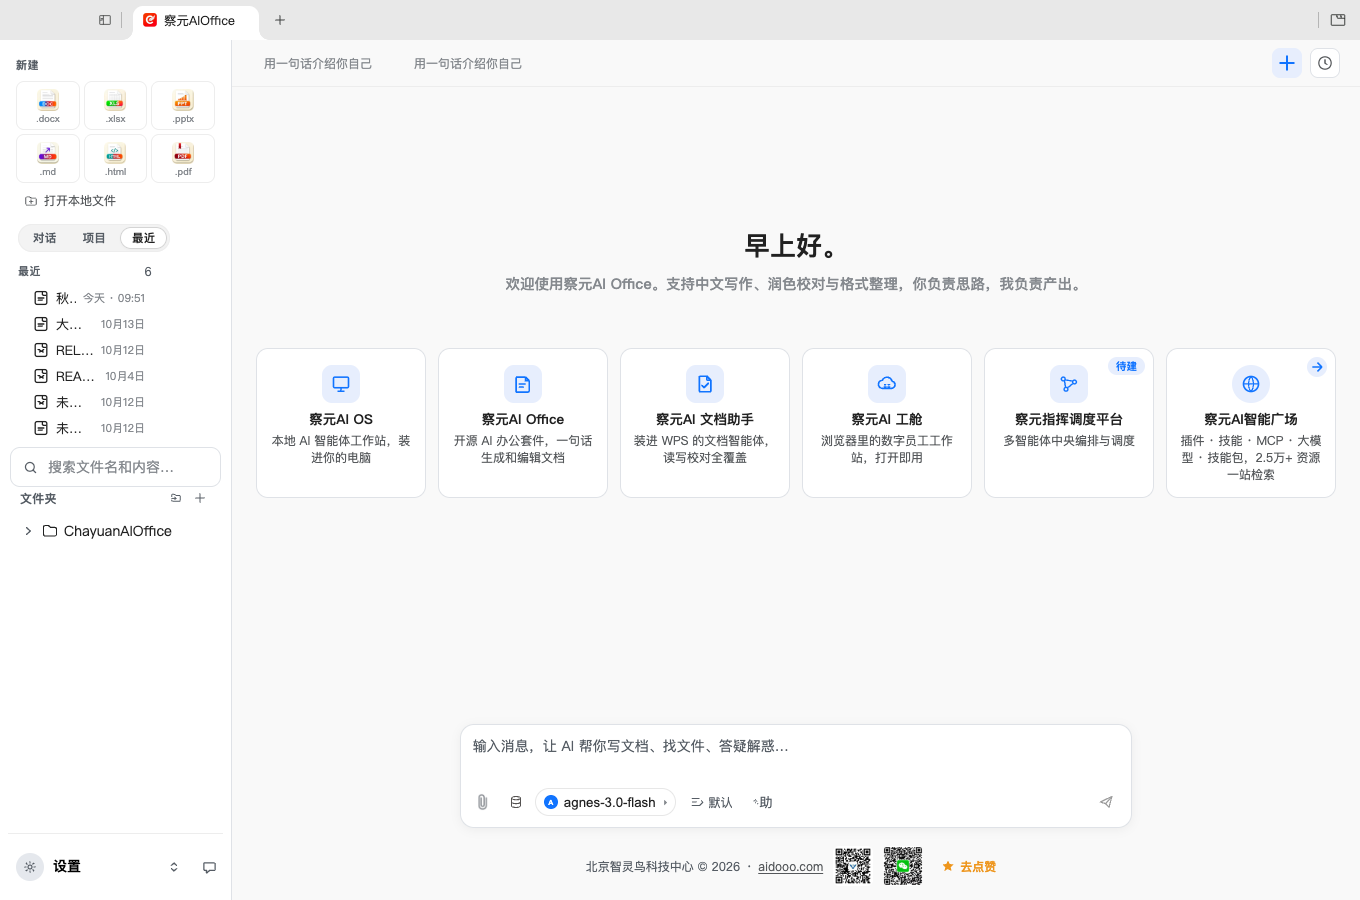 察元AIOffice
新建
DOC
XLS
PPT
.docx
.xlsx
.pptx
MD
HTML
PDF
.md
.html
.pdf
打开本地文件
对话
项目
最近
最近
6
秋.. 今天 · 09:51
大... 10月13日
REL... 10月12日
REA... 10月4日
未... 10月12日
未... 10月12日
搜索文件名和内容...
文件夹
ChayuanAIOffice
设置
用一句话介绍你自己
用一句话介绍你自己
早上好。
欢迎使用察元AI Office。支持中文写作、润色校对与格式整理，你负责思路，我负责产出。
察元AI OS
本地 AI 智能体工作站，装
进你的电脑
察元AI Office
开源 AI 办公套件，一句话
生成和编辑文档
察元AI 文档助手
装进 WPS 的文档智能体，
读写校对全覆盖
察元AI 工舱
浏览器里的数字员工工作
站，打开即用
待建
察元指挥调度平台
多智能体中央编排与调度
察元AI智能广场
插件 · 技能 · MCP · 大模
型 · 技能包，2.5万+ 资源
一站检索
输入消息，让 AI 帮你写文档、找文件、答疑解惑...
A agnes-3.0-flash
默认
助
北京智灵鸟科技中心 © 2026 · aidooo.com
去点赞